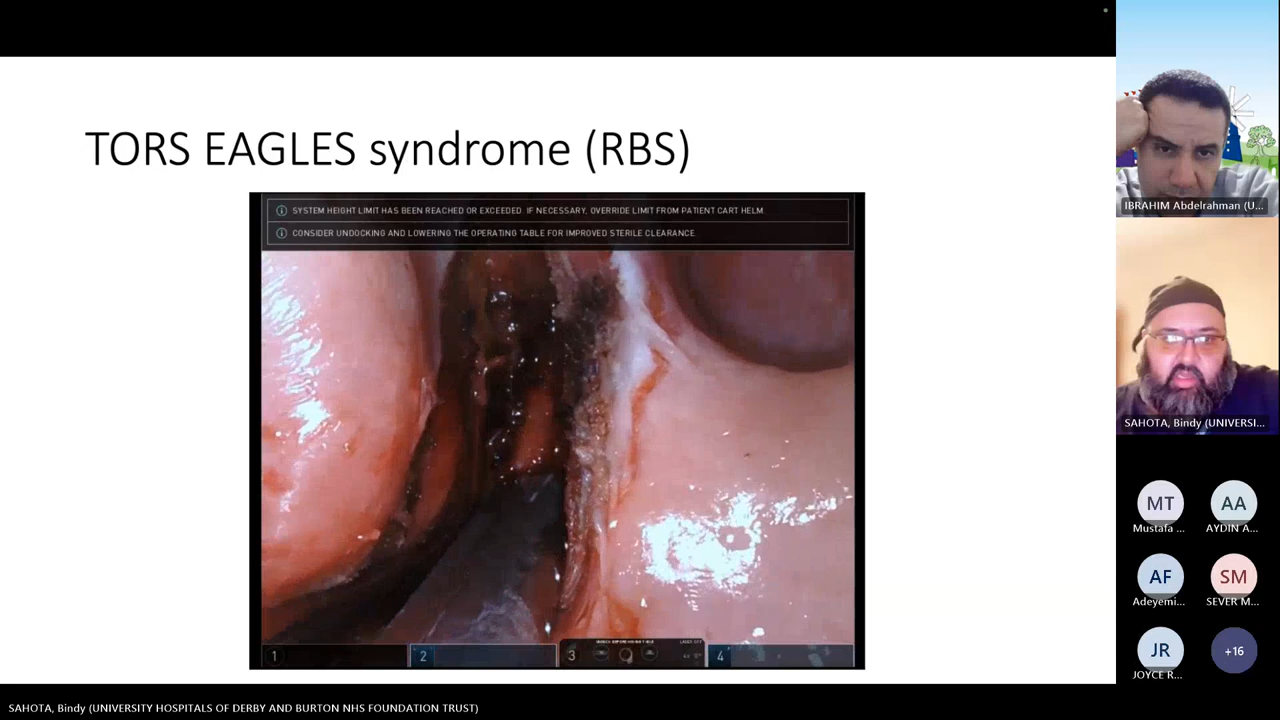 TORS EAGLES syndrome (RBS)
SYSTEM HEIGHT LIMIT HAS BEEN REACHED OR EXCEEDED. IF NECESSARY, OVERRIDE LIMIT FROM PATIENT CART HELM.
CONSIDER UNDOCKING AND LOWERING THE OPERATING TABLE FOR IMPROVED STERILE CLEARANCE.
1
2
3
4
IBRAHIM Abdelrahman (U...
SAHOTA, Bindy (UNIVERSI...
MT
AA
Mustafa ...
AYDIN A...
AF
SM
Adeyemi...
SEVER M...
JR
+16
JOYCE R...
SAHOTA, Bindy (UNIVERSITY HOSPITALS OF DERBY AND BURTON NHS FOUNDATION TRUST)